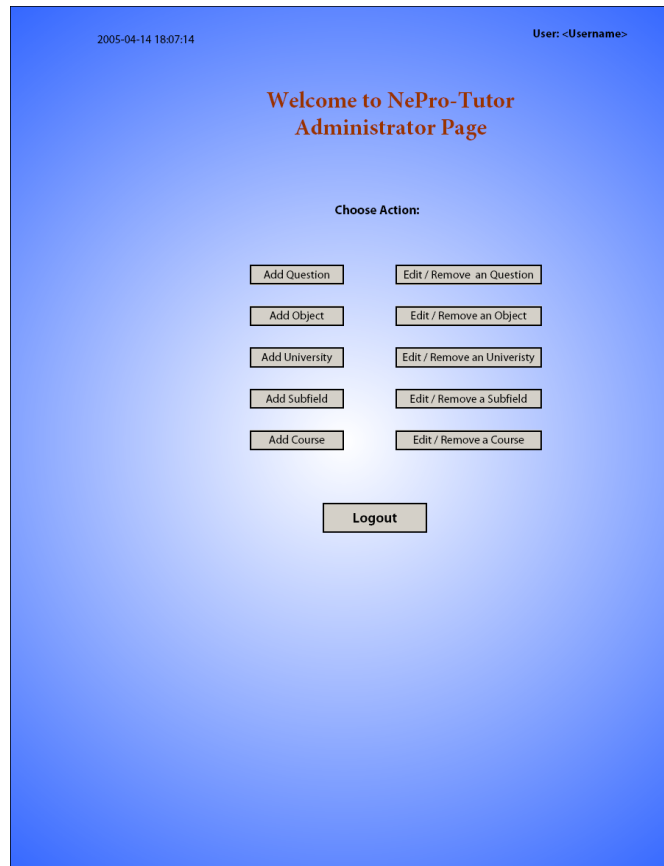 2005-04-14 18:07:14
User: <Username>
Welcome to NePro-Tutor
Administrator Page
Choose Action:
Add Question
Edit / Remove  an Question
Add Object
Edit / Remove an Object
Add University
Edit / Remove an Univeristy
Add Subfield
Edit / Remove a Subfield
Add Course
Edit / Remove a Course
Logout